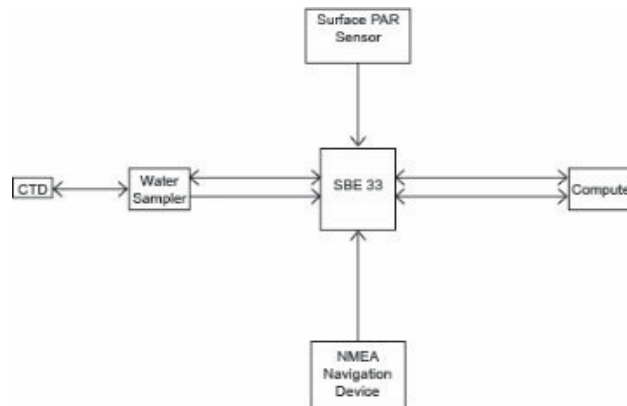 Surface PAR
Sensor
CTD
Water
Sampler
SBE 33
Compute
NMEA
Navigation
Device